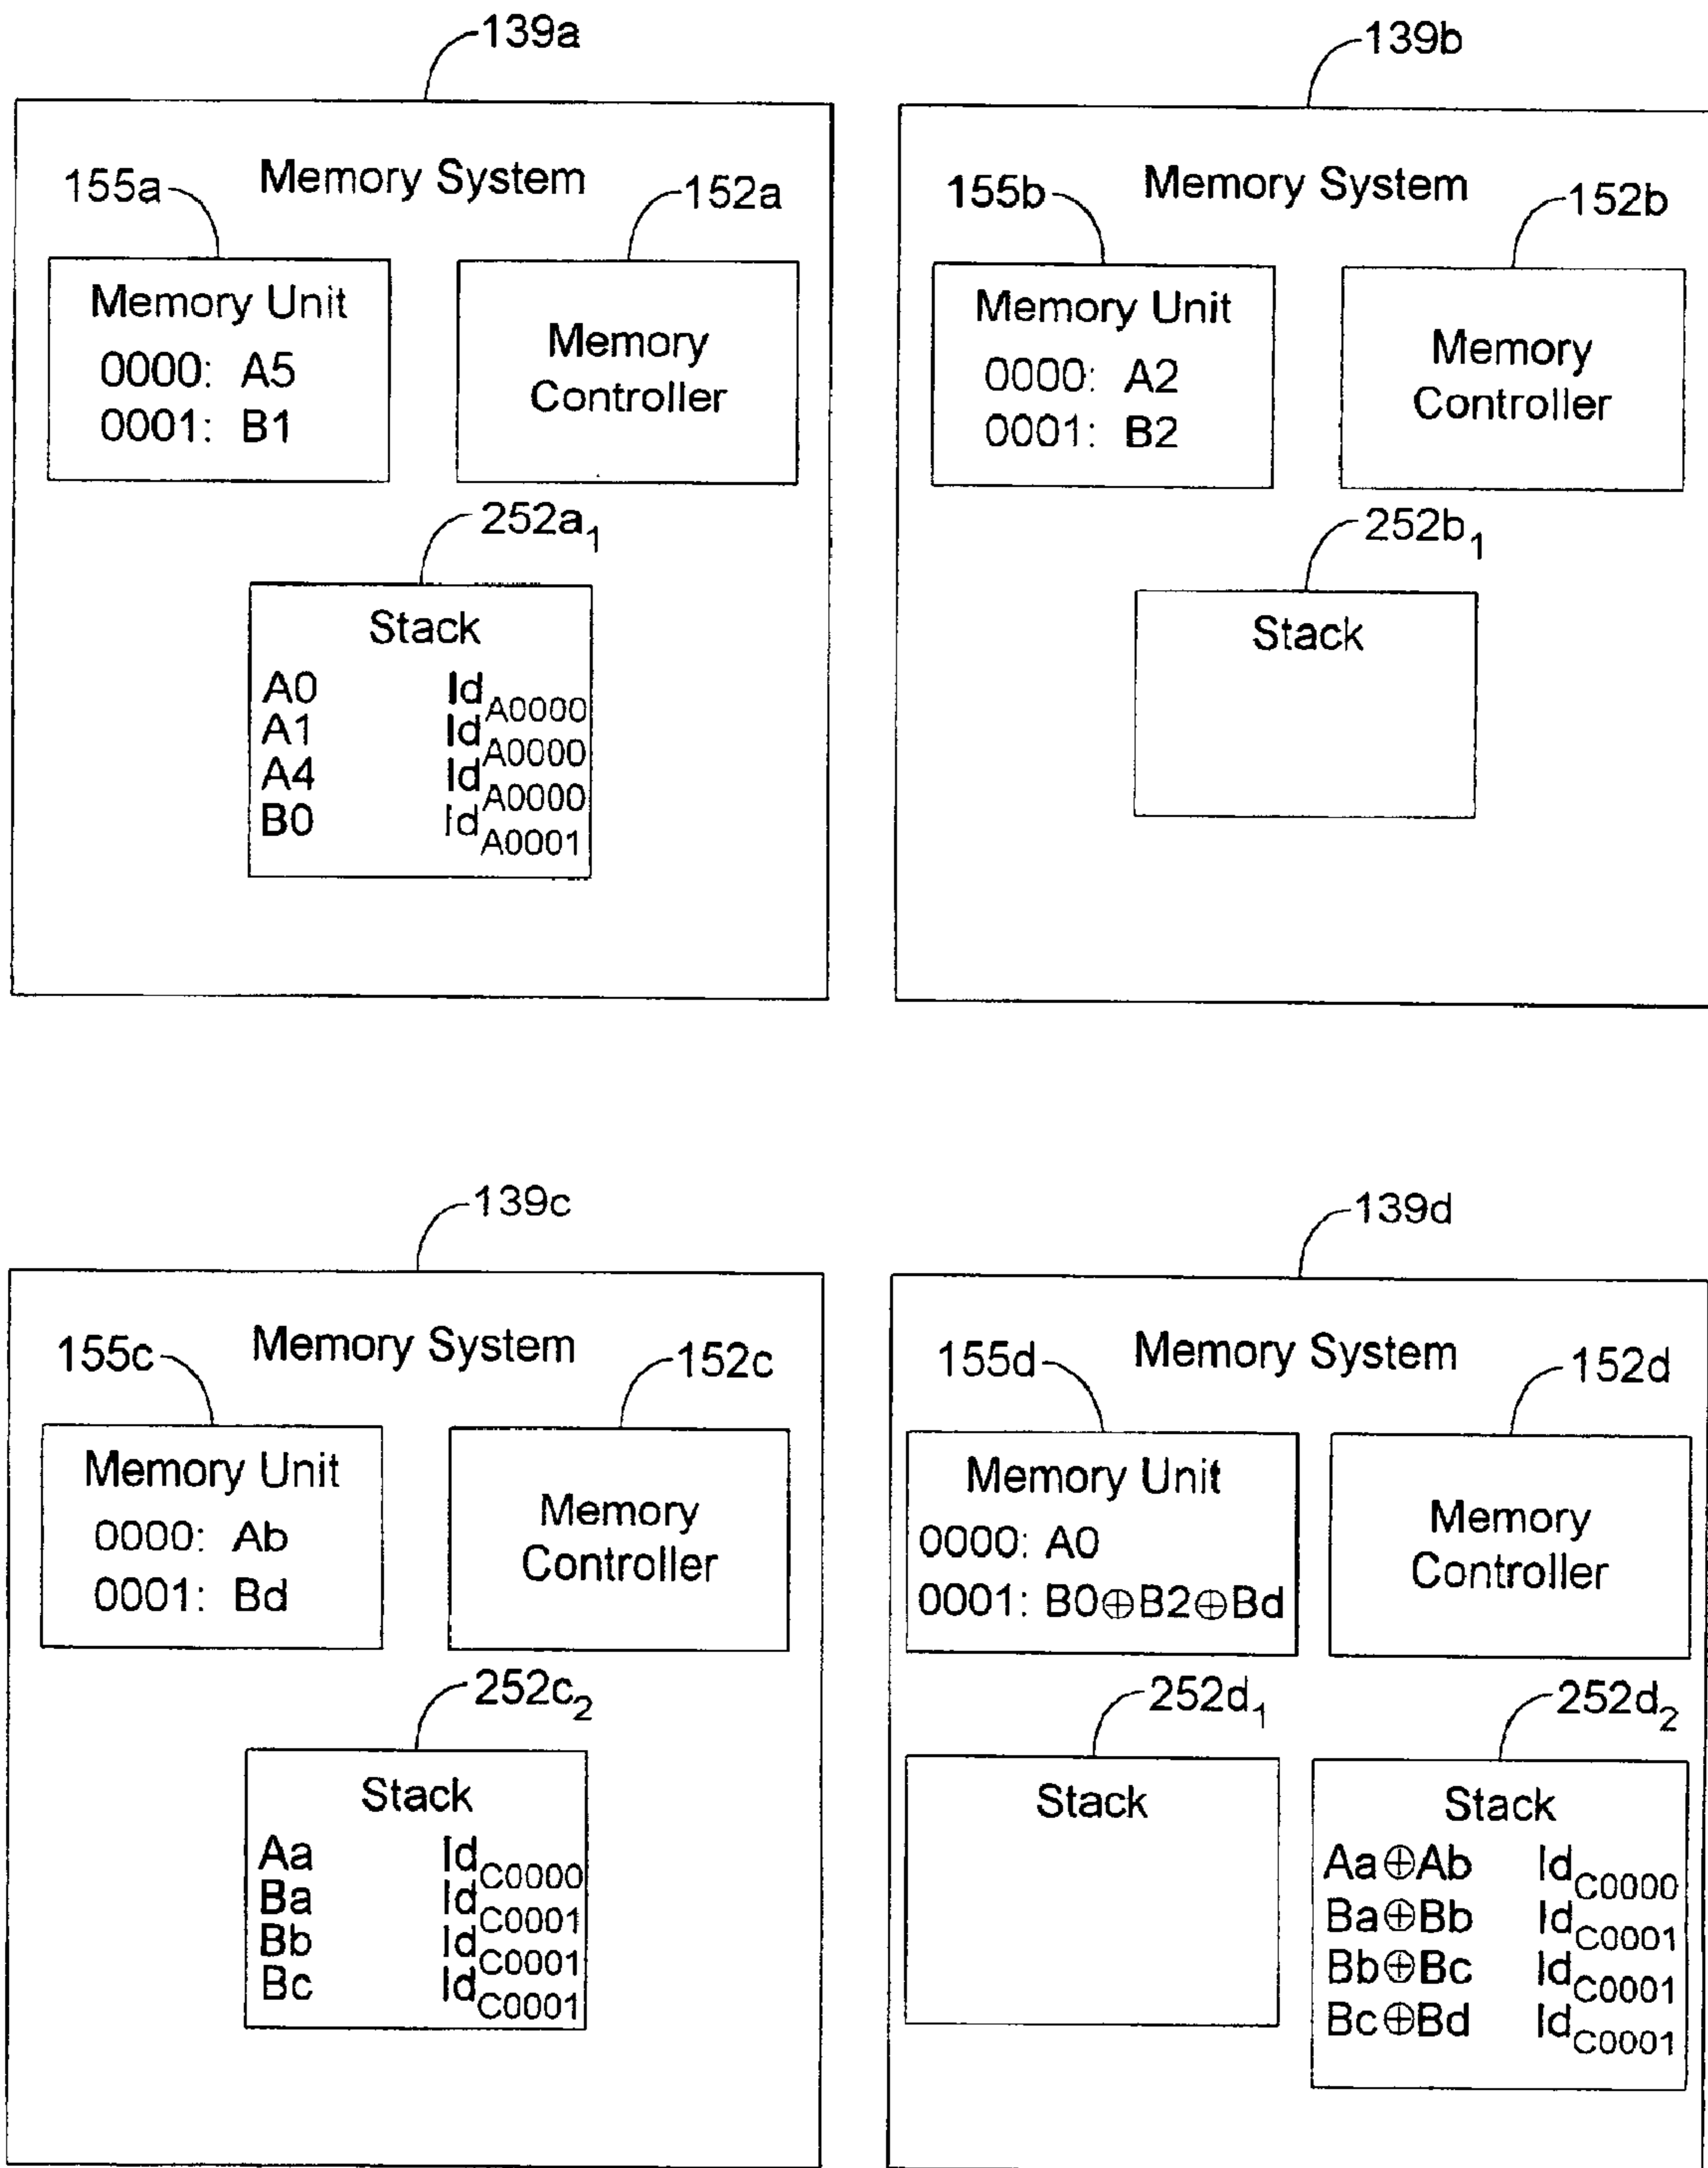 139a
139b
Memory System
155a
152a
Memory Unit
0000: A5
0001: B1
Memory
Controller
252a1
Stack
A0 IdA0000
A1 IdA0000
A4 IdA0000
B0 IdA0001
Memory System
155b
152b
Memory Unit
0000: A2
0001: B2
Memory
Controller
252b1
Stack
139c
139d
Memory System
155c
152c
Memory Unit
0000: Ab
0001: Bd
Memory
Controller
252c2
Stack
Aa IdC0000
Ba IdC0001
Bb IdC0001
Bc IdC0001
Memory System
155d
152d
Memory Unit
0000: A0
0001: B0⊕B2⊕Bd
Memory
Controller
252d1
252d2
Stack
Stack
Aa⊕Ab IdC0000
Ba⊕Bb IdC0001
Bb⊕Bc IdC0001
Bc⊕Bd IdC0001